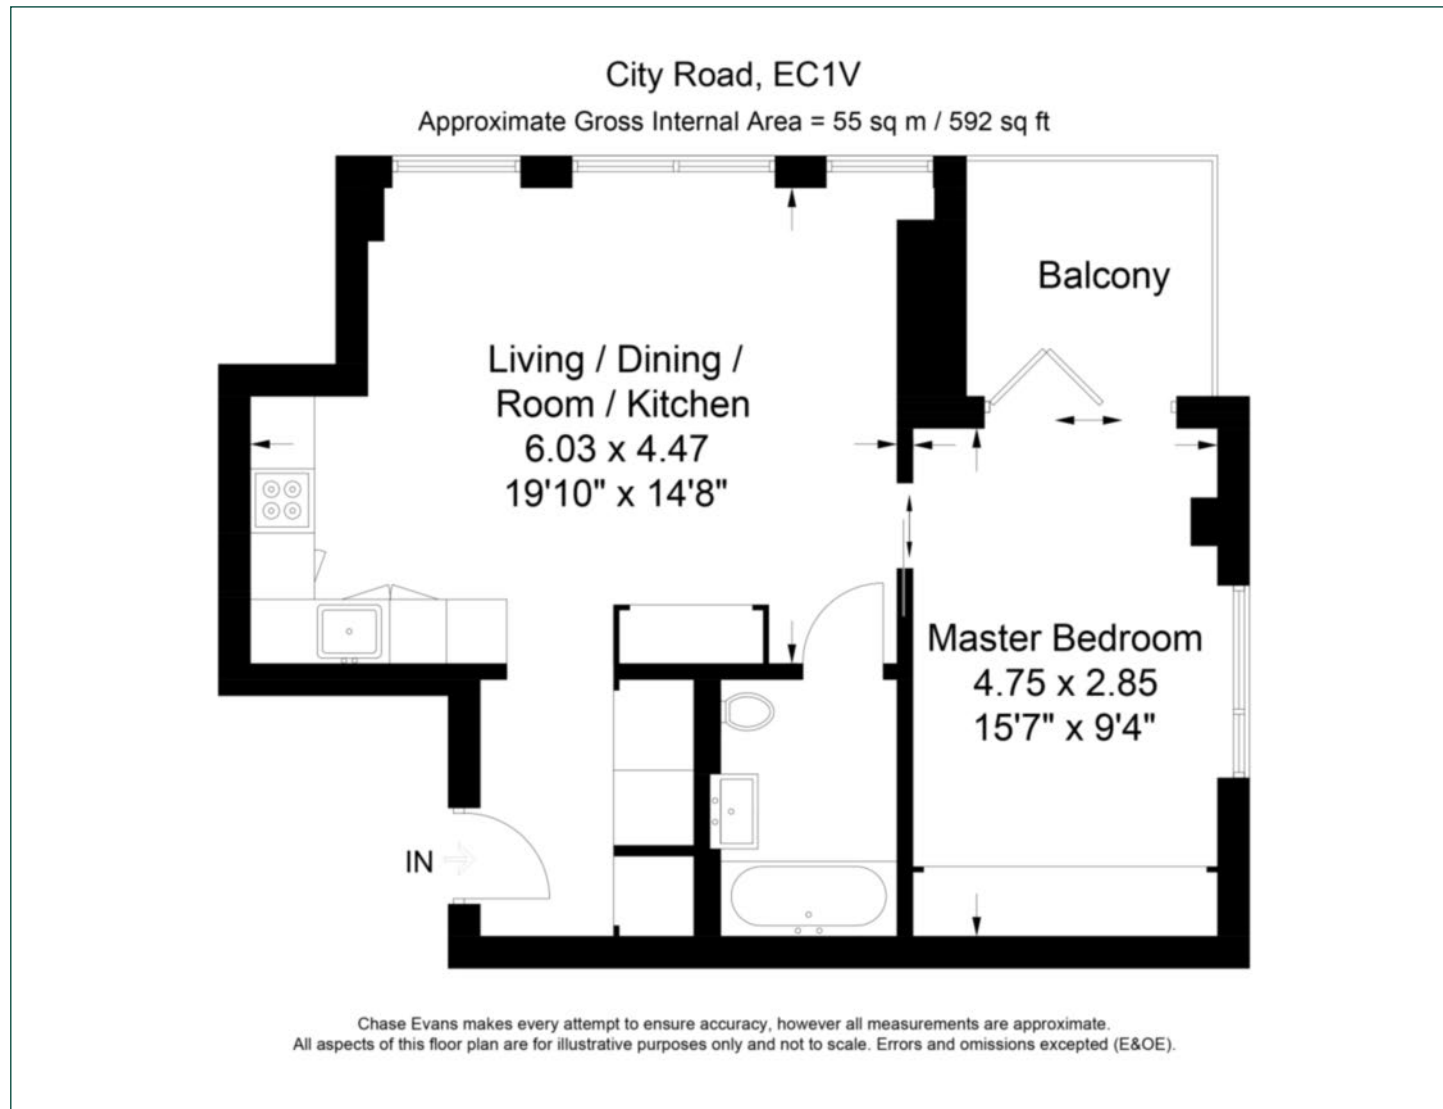 City Road, EC1V
Approximate Gross Internal Area = 55 sq m / 592 sq ft
Balcony
Living / Dining /
Room / Kitchen
6.03 x 4.47
19'10" x 14'8"
Master Bedroom
4.75 x 2.85
15'7" x 9'4"
IN
Chase Evans makes every attempt to ensure accuracy, however all measurements are approximate.
All aspects of this floor plan are for illustrative purposes only and not to scale. Errors and omissions excepted (E&OE).